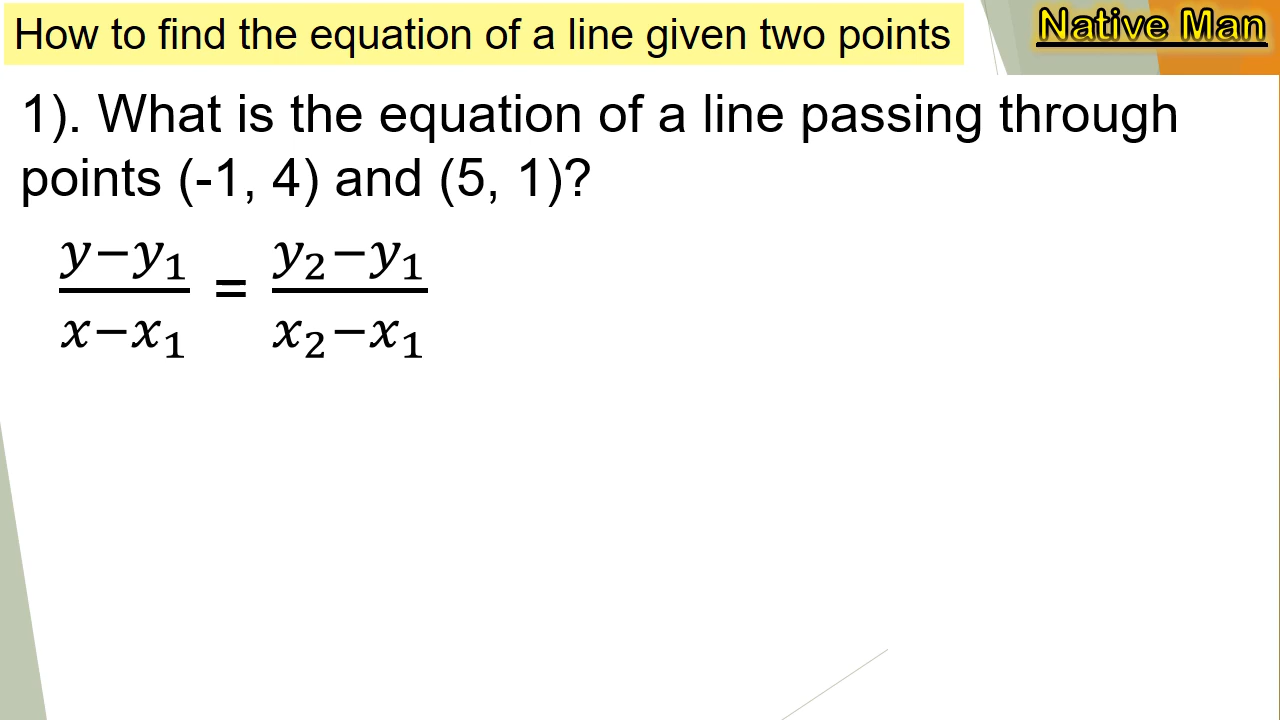 How to find the equation of a line given two points
Native Man
1). What is the equation of a line passing through
points (-1, 4) and (5, 1)?
y−y₁ / x−x₁ = y₂−y₁ / x₂−x₁